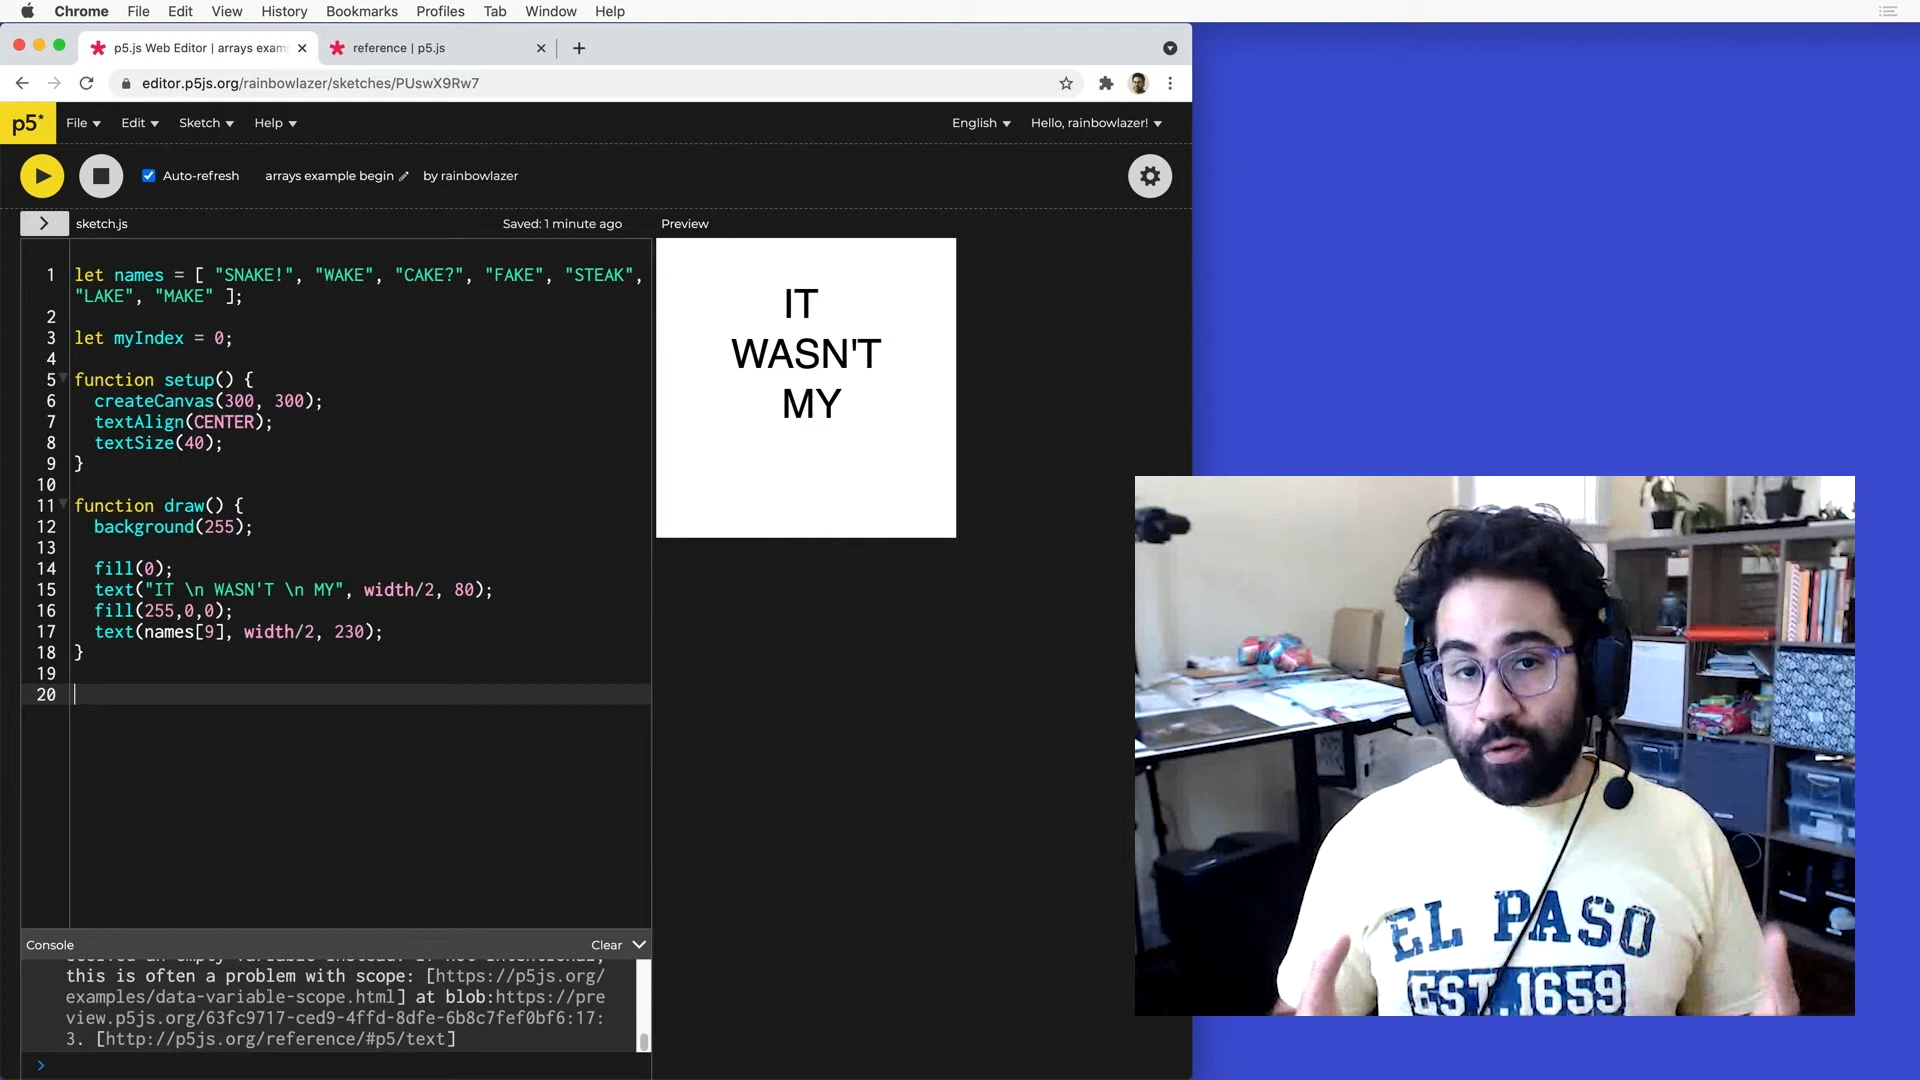 Chrome File Edit View History Bookmarks Profiles Tab Window Help
p5.js Web Editor | arrays exam
reference | p5.js
editor.p5js.org/rainbowlazer/sketches/PUswX9Rw7
p5* File Edit Sketch Help English Hello, rainbowlazer!
Auto-refresh arrays example begin by rainbowlazer
sketch.js Saved: 1 minute ago Preview
1 let names = [ "SNAKE!", "WAKE", "CAKE?", "FAKE", "STEAK",
"LAKE", "MAKE" ];
2
3 let myIndex = 0;
4
5 function setup() {
6 createCanvas(300, 300);
7 textAlign(CENTER);
8 textSize(40);
9 }
10
11 function draw() {
12 background(255);
13
14 fill(0);
15 text("IT \n WASN'T \n MY", width/2, 80);
16 fill(255,0,0);
17 text(names[9], width/2, 230);
18 }
19
20
IT
WASN'T
MY
Console Clear
this is often a problem with scope: [https://p5js.org/
examples/data-variable-scope.html] at blob:https://pre
view.p5js.org/63fc9717-ced9-4ffd-8dfe-6b8c7fef0bf6:17:
3. [http://p5js.org/reference/#p5/text]
>
EL PASO
EST.1659